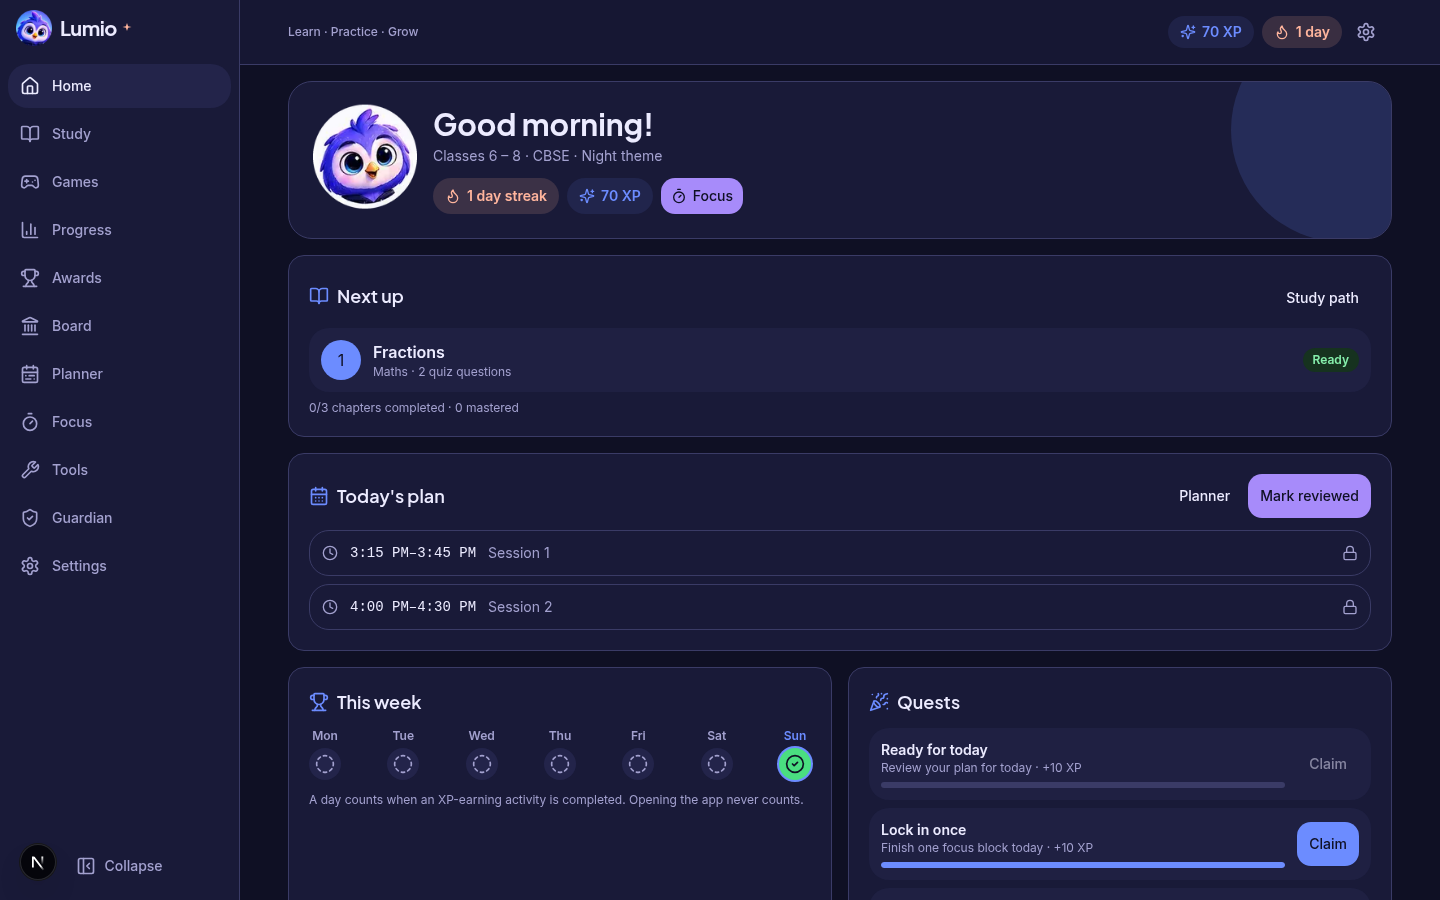 Lumio
Home
Study
Games
Progress
Awards
Board
Planner
Focus
Tools
Guardian
Settings
N
Collapse
Learn · Practice · Grow
70 XP
1 day
Good morning!
Classes 6 – 8 · CBSE · Night theme
1 day streak
70 XP
Focus
Next up
Study path
1
Fractions
Maths · 2 quiz questions
Ready
0/3 chapters completed · 0 mastered
Today's plan
Planner
Mark reviewed
3:15 PM–3:45 PM Session 1
4:00 PM–4:30 PM Session 2
This week
Mon Tue Wed Thu Fri Sat Sun
A day counts when an XP-earning activity is completed. Opening the app never counts.
Quests
Ready for today
Review your plan for today · +10 XP
Claim
Lock in once
Finish one focus block today · +10 XP
Claim